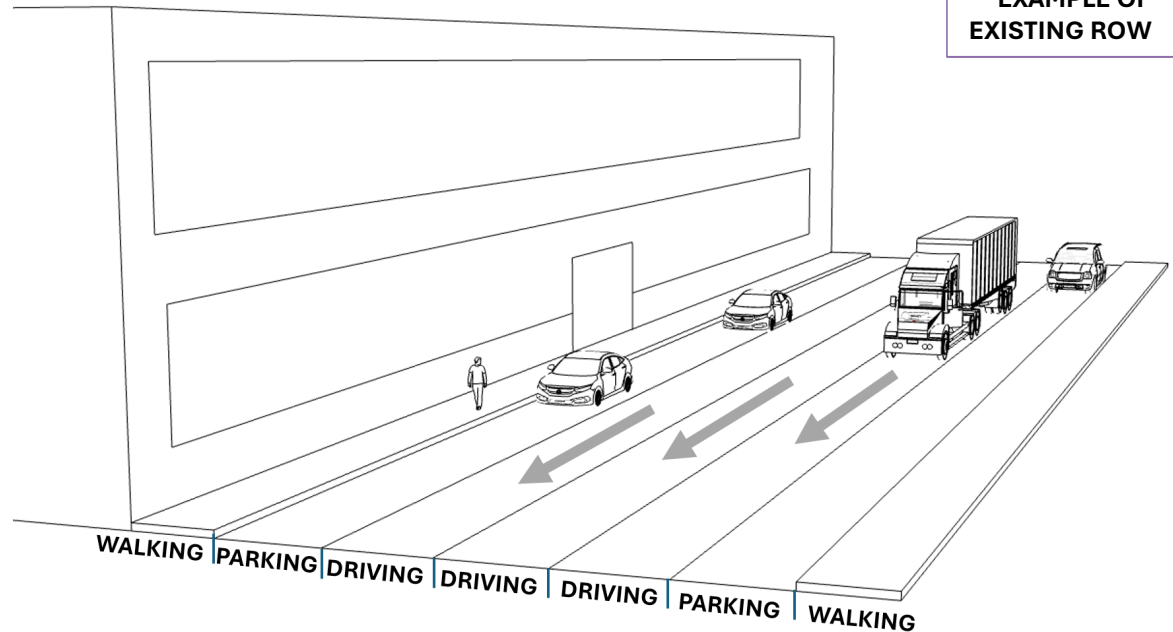 EXAMPLE OF
EXISTING ROW
WALKING
PARKING
DRIVING
DRIVING
DRIVING
PARKING
WALKING